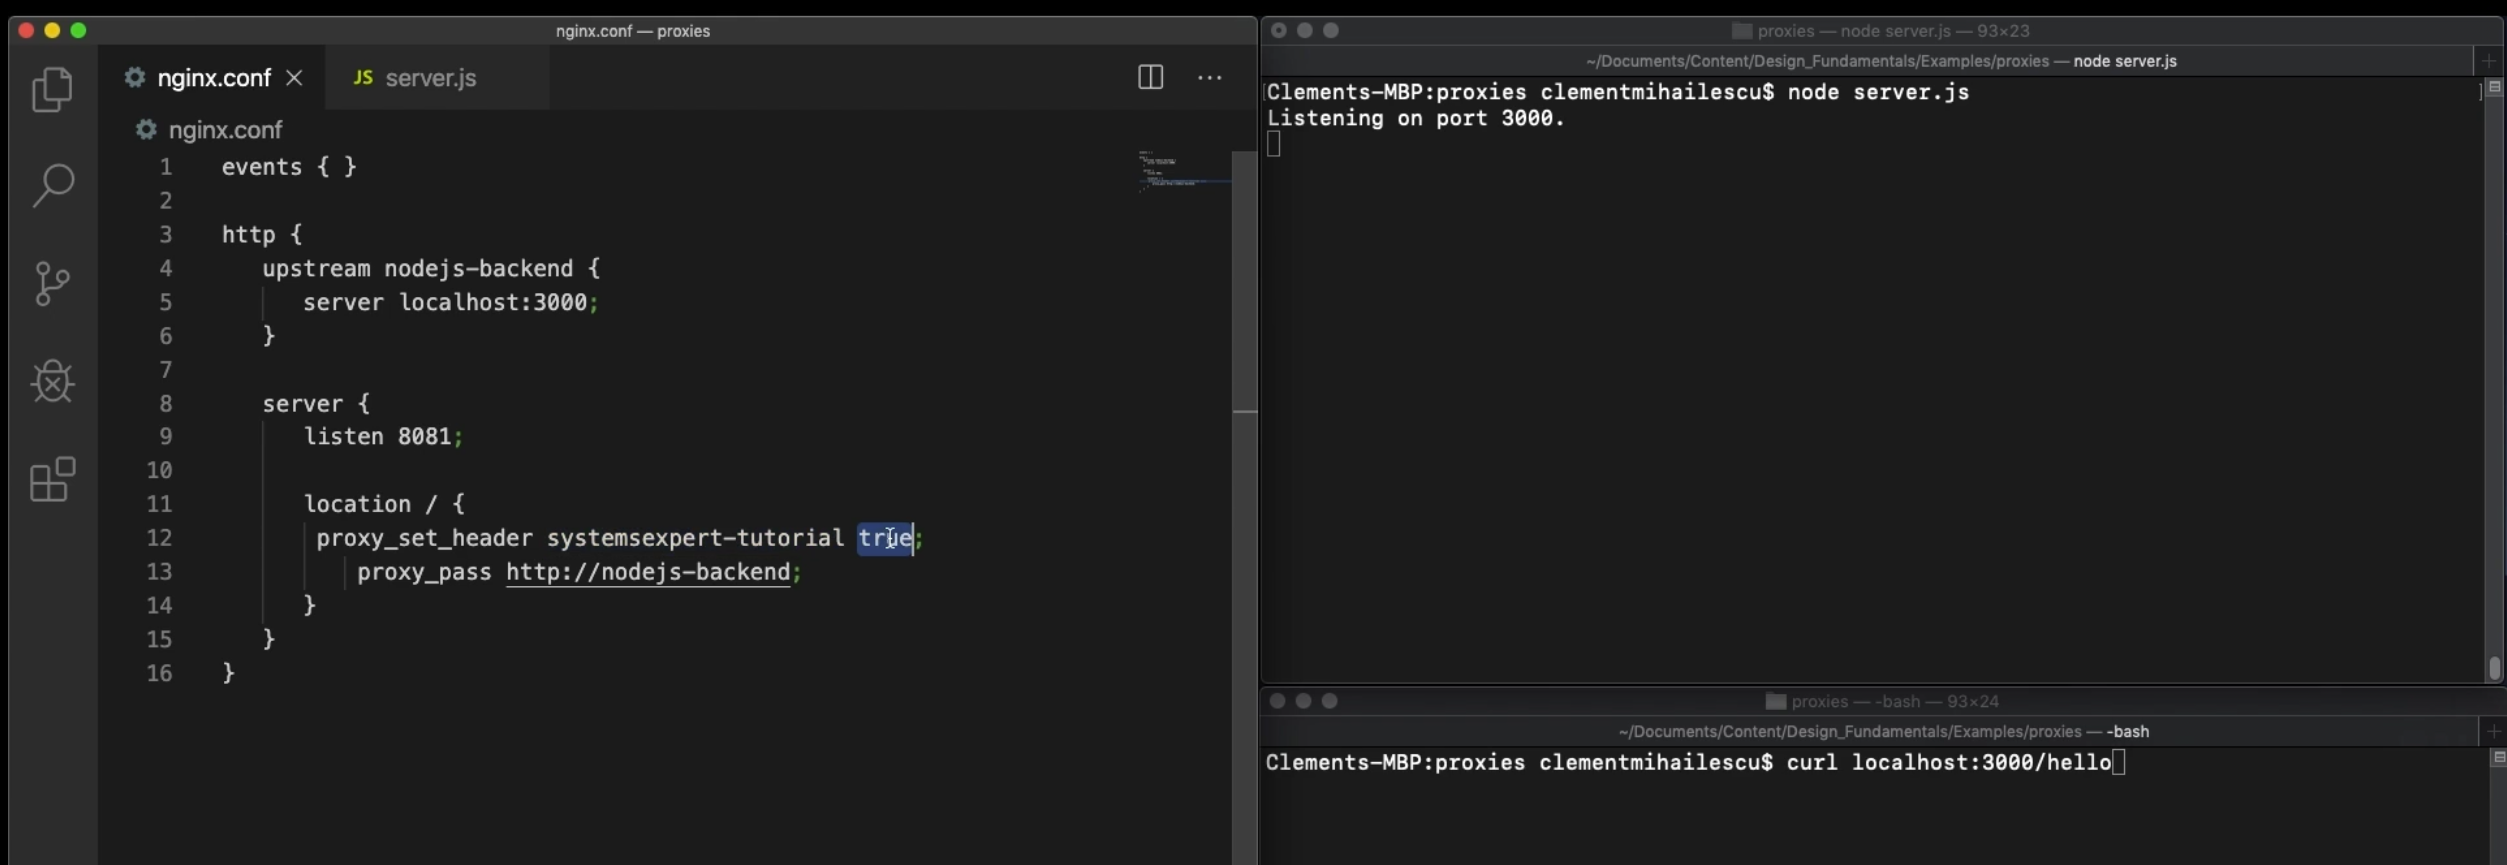 nginx.conf — proxies
nginx.conf
JS server.js
nginx.conf
1 events { }
2
3 http {
4 upstream nodejs-backend {
5 server localhost:3000;
6 }
7
8 server {
9 listen 8081;
10
11 location / {
12 proxy_set_header systemsexpert-tutorial true;
13 proxy_pass http://nodejs-backend;
14 }
15 }
16 }
proxies — node server.js — 93×23
~/Documents/Content/Design_Fundamentals/Examples/proxies — node server.js
Clements-MBP:proxies clementmihailescu$ node server.js
Listening on port 3000.
proxies — -bash — 93×24
~/Documents/Content/Design_Fundamentals/Examples/proxies — -bash
Clements-MBP:proxies clementmihailescu$ curl localhost:3000/hello